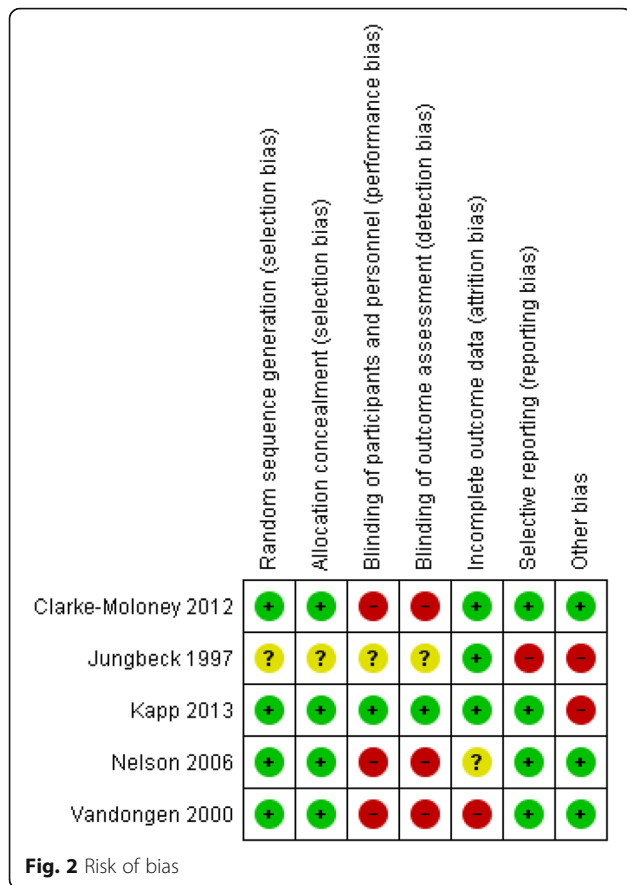 Random sequence generation (selection bias)
Allocation concealment (selection bias)
Blinding of participants and personnel (performance bias)
Blinding of outcome assessment (detection bias)
Incomplete outcome data (attrition bias)
Selective reporting (reporting bias)
Other bias
Clarke-Moloney 2012 + + - - + + +
Jungbeck 1997 ? ? ? ? + - -
Kapp 2013 + + + + + + -
Nelson 2006 + + - - ? + +
Vandongen 2000 + + - - - + +
Fig. 2 Risk of bias